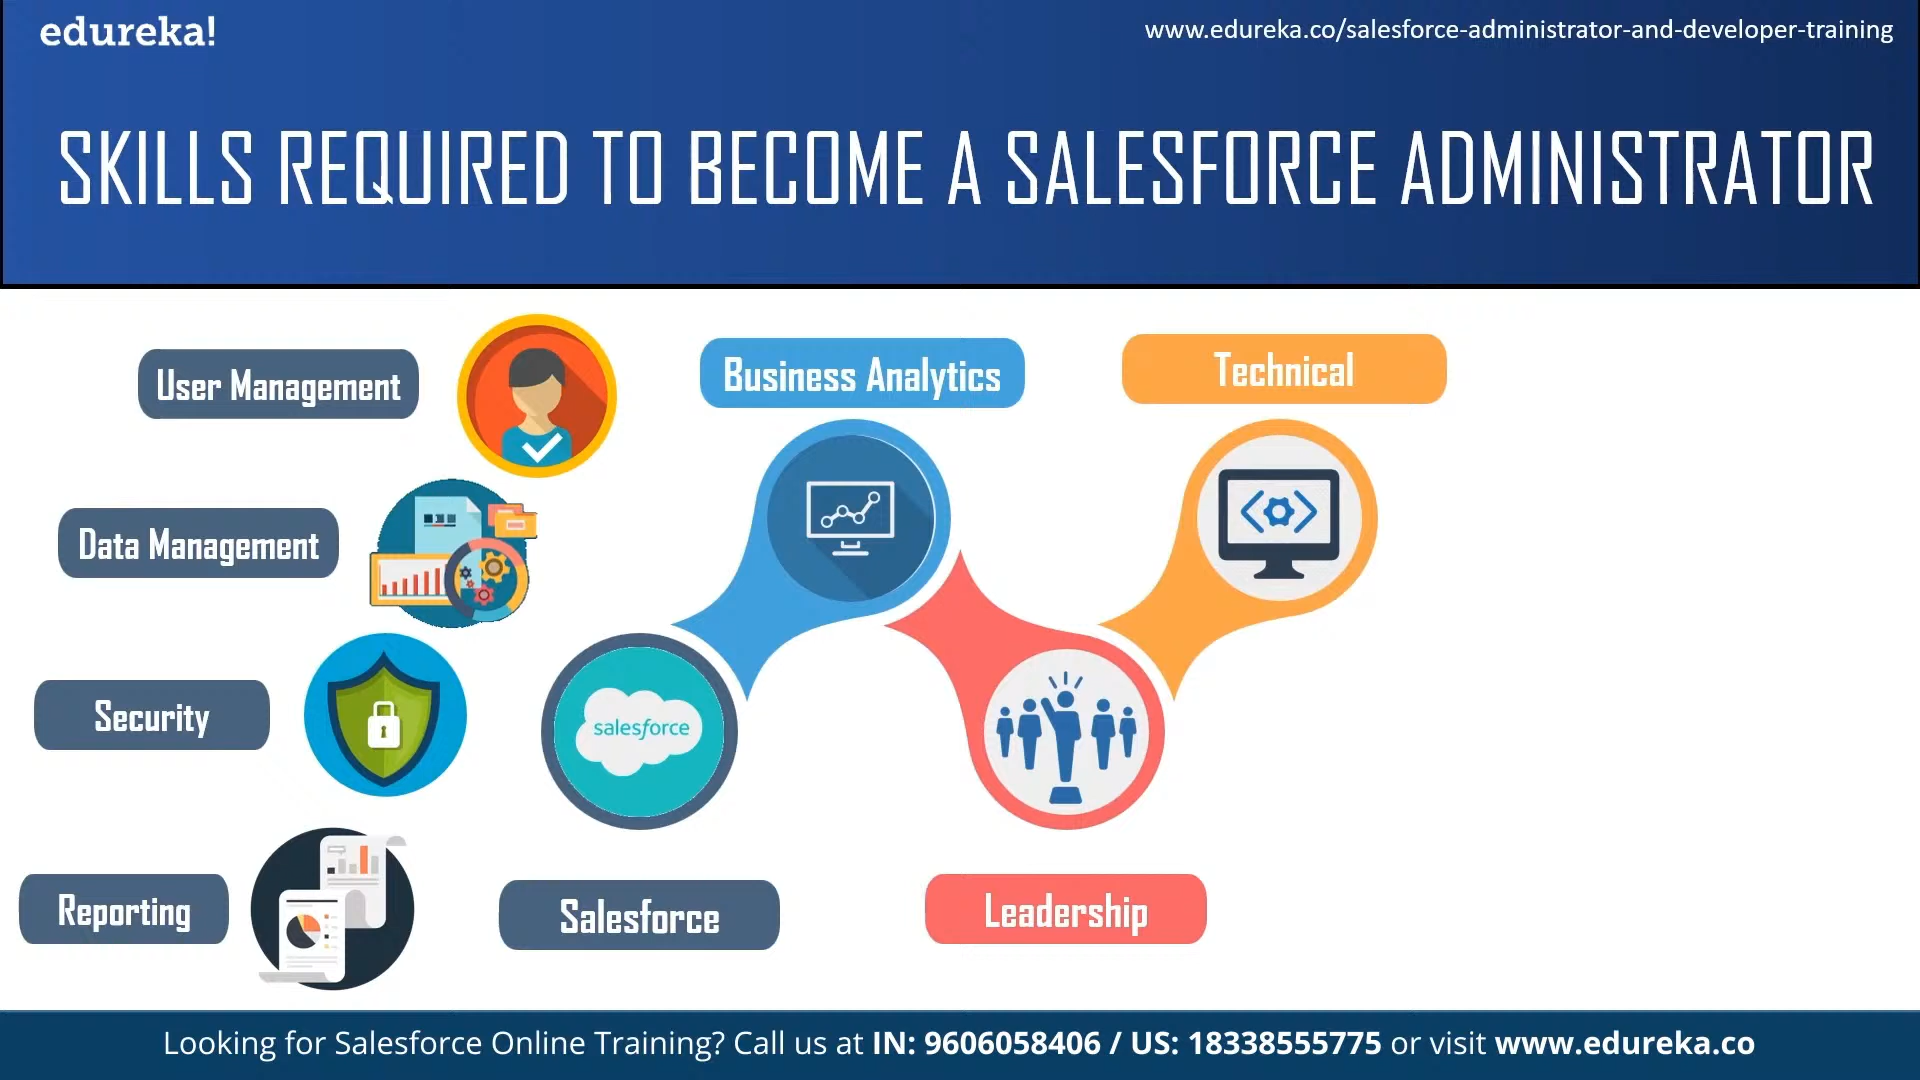 edureka!
www.edureka.co/salesforce-administrator-and-developer-training
SKILLS REQUIRED TO BECOME A SALESFORCE ADMINISTRATOR
User Management
Business Analytics
Technical
Data Management
Security
salesforce
Reporting
Salesforce
Leadership
Looking for Salesforce Online Training? Call us at IN: 9606058406 / US: 18338555775 or visit www.edureka.co